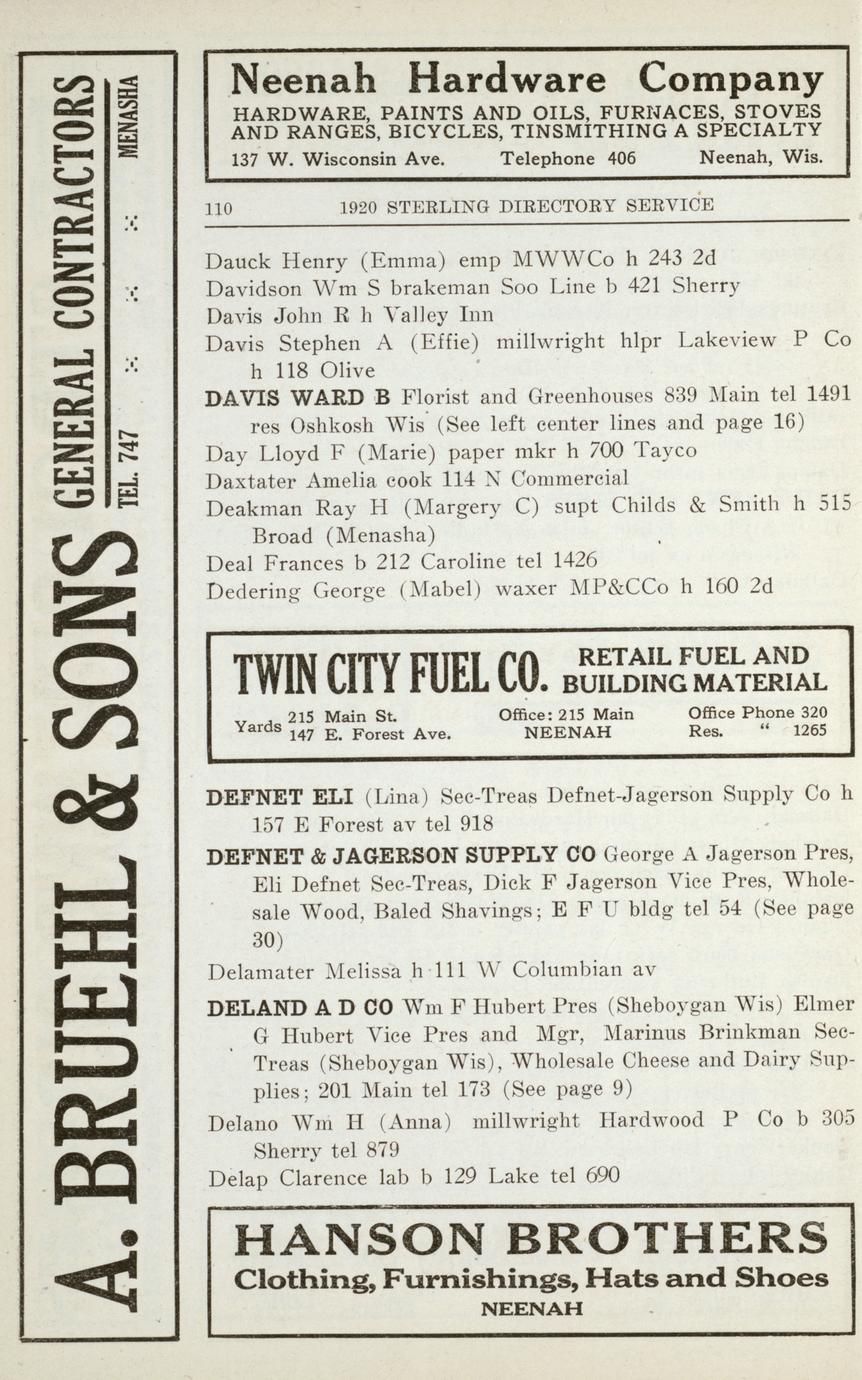 A. BRUEHL & SONS GENERAL CONTRACTORS
TEL. 747 MENASHA
Neenah Hardware Company
HARDWARE, PAINTS AND OILS, FURNACES, STOVES
AND RANGES, BICYCLES, TINSMITHING A SPECIALTY
137 W. Wisconsin Ave. Telephone 406 Neenah, Wis.
110 1920 STERLING DIRECTORY SERVICE
Dauck Henry (Emma) emp MWWCo h 243 2d
Davidson Wm S brakeman Soo Line b 421 Sherry
Davis John R h Valley Inn
Davis Stephen A (Effie) millwright hlpr Lakeview P Co
h 118 Olive
DAVIS WARD B Florist and Greenhouses 839 Main tel 1491
res Oshkosh Wis (See left center lines and page 16)
Day Lloyd F (Marie) paper mkr h 700 Tayco
Daxtater Amelia cook 114 N Commercial
Deakman Ray H (Margery C) supt Childs & Smith h 515
Broad (Menasha)
Deal Frances b 212 Caroline tel 1426
Dedering George (Mabel) waxer MP&CCo h 160 2d
TWIN CITY FUEL CO. RETAIL FUEL AND
BUILDING MATERIAL
Yards 215 Main St. Office: 215 Main Office Phone 320
147 E. Forest Ave. NEENAH Res. " 1265
DEFNET ELI (Lina) Sec-Treas Defnet-Jagerson Supply Co h
157 E Forest av tel 918
DEFNET & JAGERSON SUPPLY CO George A Jagerson Pres,
Eli Defnet Sec-Treas, Dick F Jagerson Vice Pres, Whole-
sale Wood, Baled Shavings; E F U bldg tel 54 (See page
30)
Delamater Melissa h 111 W Columbian av
DELAND A D CO Wm F Hubert Pres (Sheboygan Wis) Elmer
G Hubert Vice Pres and Mgr, Marinus Brinkman Sec-
Treas (Sheboygan Wis), Wholesale Cheese and Dairy Sup-
plies; 201 Main tel 173 (See page 9)
Delano Wm H (Anna) millwright Hardwood P Co b 305
Sherry tel 879
Delap Clarence lab b 129 Lake tel 690
HANSON BROTHERS
Clothing, Furnishings, Hats and Shoes
NEENAH